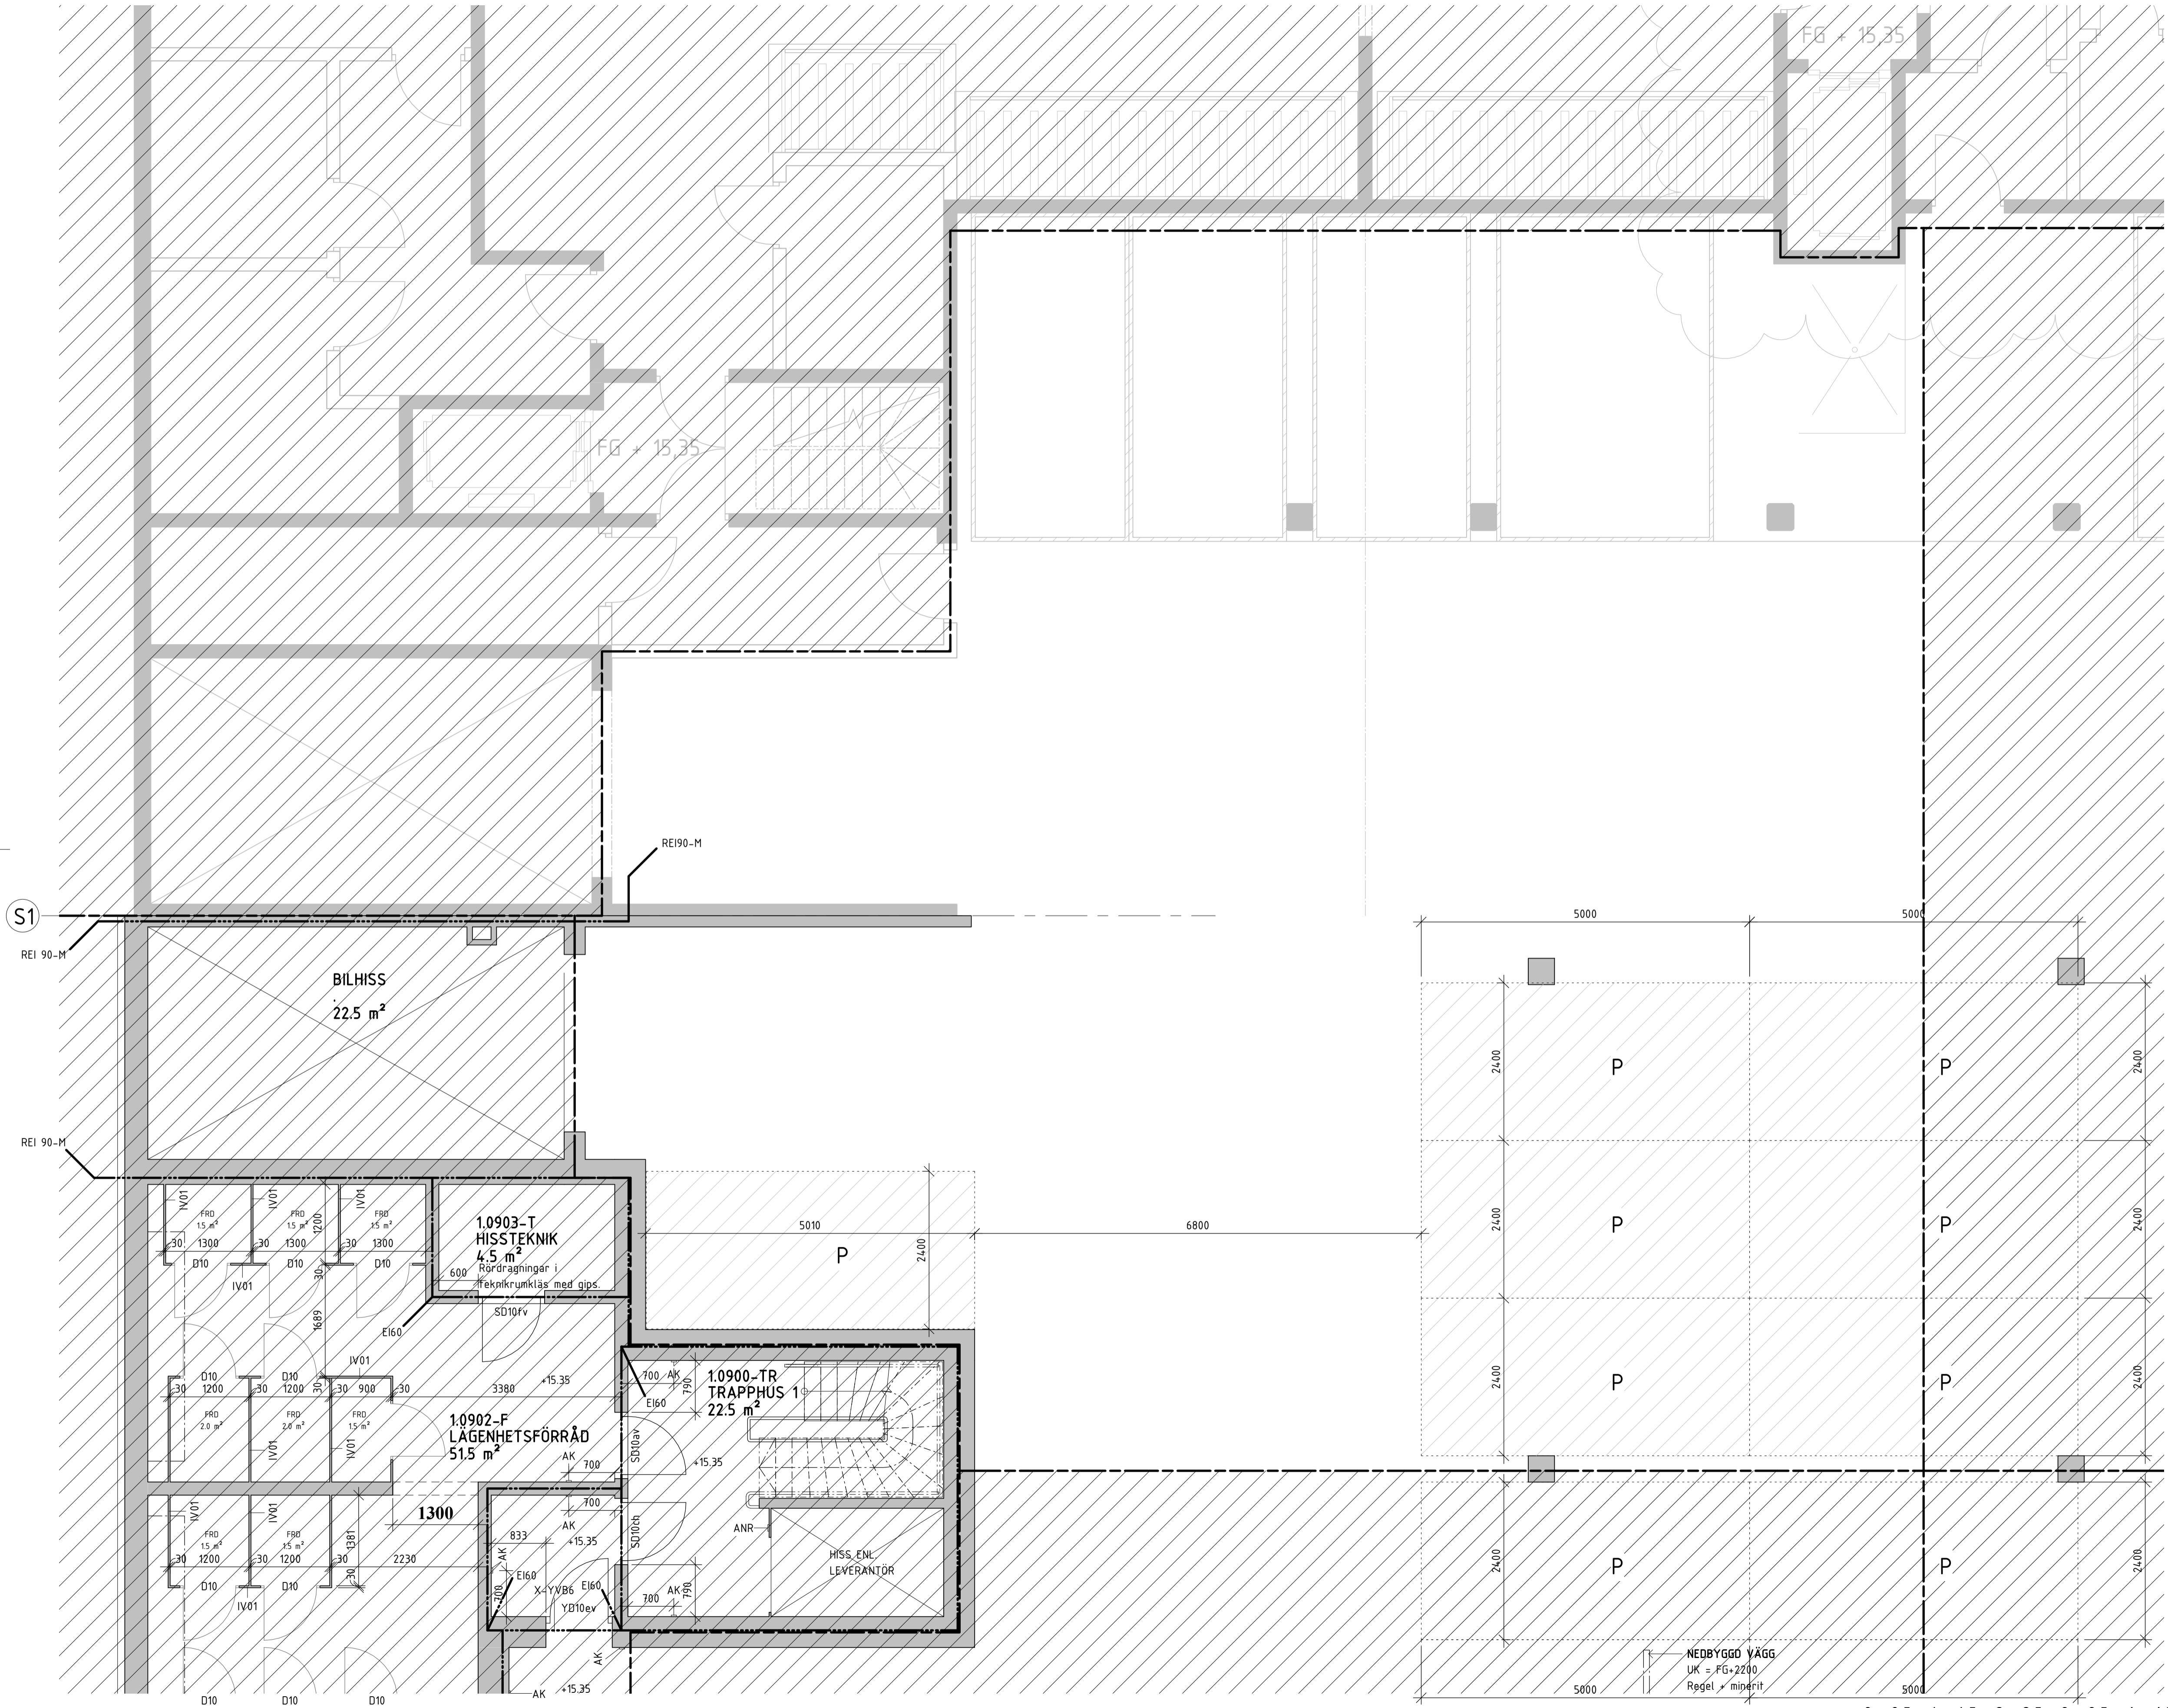 FG + 15,35
FG + 15,35
REI90-M
S1
REI 90-M
5000
5000
BILHISS
22.5 m²
2400
P
P
2400
REI 90-M
IV01
IV01
IV01
FRD
1.5 m²
FRD
1.5 m²
FRD
1.5 m²
1200
1.0903-T
HISSTEKNIK
4.5 m²
Rördragningar i
Teknikrumkläs med gips.
5010
6800
P
2400
2400
P
P
2400
30
1300
30
1300
30
1300
D10
D10
D10
30
IV01
600
SD10fv
1689
EI60
IV01
D10
D10
30
30
1200
30
1200
30
900
30
3380
+15.35
700
AK
790
EI60
1.0900-TR
TRAPPHUS 1
22.5 m²
2400
P
P
2400
FRD
2.0 m²
FRD
2.0 m²
FRD
1.5 m²
1.0902-F
LÄGENHETSFÖRRÅD
51.5 m²
IV01
IV01
AK
700
SD10av
+15.35
IV01
IV01
1300
700
AK
SD10ch
ANR
FRD
1.5 m²
FRD
1.5 m²
1381
833
+15.35
AK
HISS ENL.
LEVERANTÖR
30
1200
30
1200
30
2230
30
EI60
700
X-YVB6
EI60
YD10ev
AK
700
790
2400
P
P
2400
D10
D10
IV01
AK
NEDBYGGD VÄGG
UK = FG+2200
Regel + minerit
5000
5000
D10
D10
D10
AK
+15.35